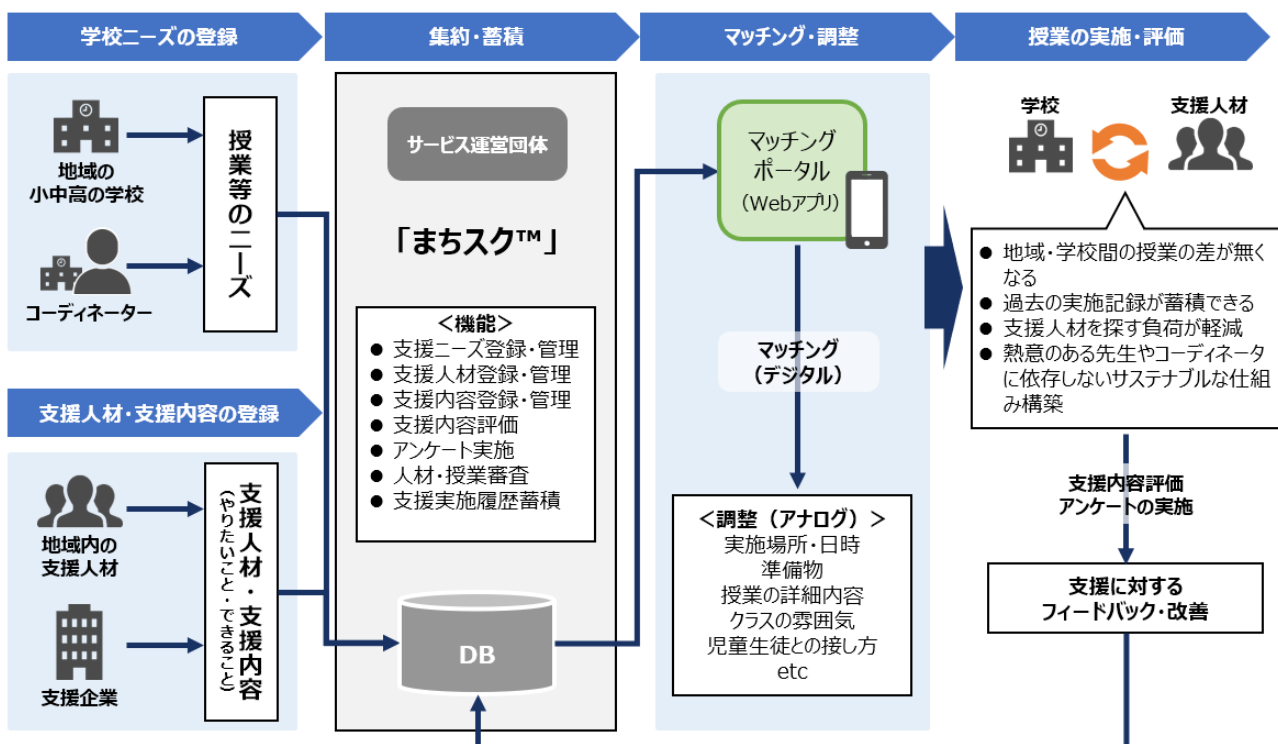 学校ニーズの登録
集約・蓄積
マッチング・調整
授業の実施・評価
地域の
小中高の学校
コーディネーター
授業等のニーズ
支援人材・支援内容の登録
地域内の
支援人材
支援企業
支援人材・支援内容
(やりたいこと・できること)
サービス運営団体
「まちスク™」
＜機能＞
● 支援ニーズ登録・管理
● 支援人材登録・管理
● 支援内容登録・管理
● 支援内容評価
● アンケート実施
● 人材・授業審査
● 支援実施履歴蓄積
DB
マッチング
ポータル
（Webアプリ）
マッチング
（デジタル）
＜調整（アナログ）＞
実施場所・日時
準備物
授業の詳細内容
クラスの雰囲気
児童生徒との接し方
etc
学校
支援人材
● 地域・学校間の授業の差が無く
なる
● 過去の実施記録が蓄積できる
● 支援人材を探す負荷が軽減
● 熱意のある先生やコーディネータ
に依存しないサステナブルな仕組
み構築
支援内容評価
アンケートの実施
支援に対する
フィードバック・改善